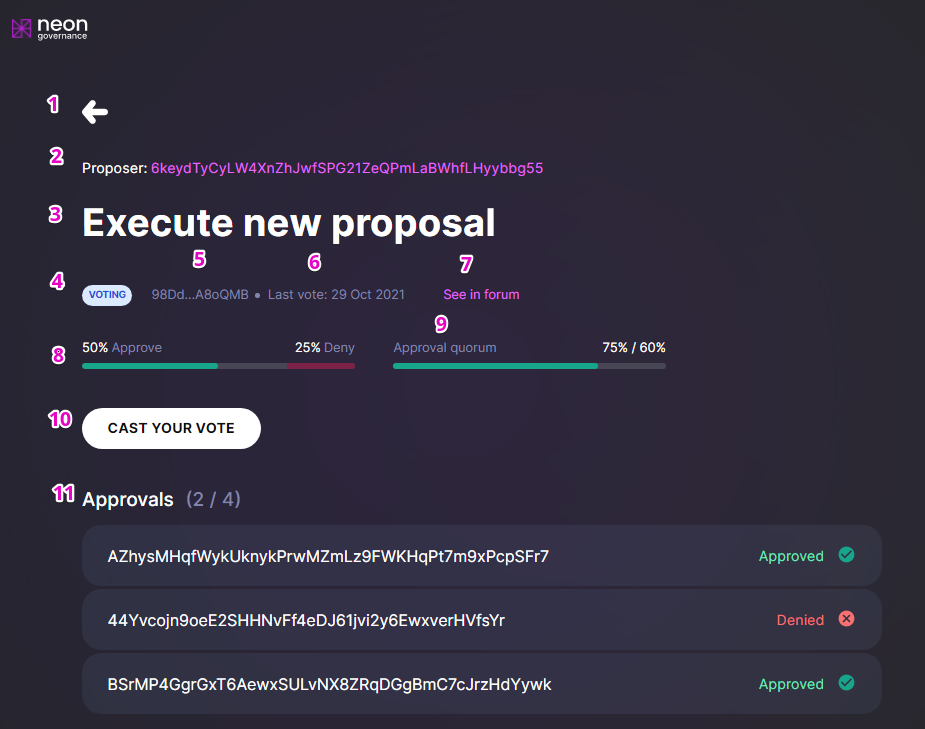 neon
governance
1
2
Proposer: 6keydTyCyLW4XnZhJwfSPG21ZeQPmLaBWhfLHyybbg55
3
Execute new proposal
5 6 7
4
VOTING 98Dd...A8oQMB • Last vote: 29 Oct 2021 See in forum
9
8
50% Approve 25% Deny Approval quorum 75% / 60%
10
CAST YOUR VOTE
11
Approvals (2 / 4)
AZhysMHqfWykUknykPrwMZmLz9FWKHqPt7m9xPcpSFr7 Approved
44Yvcojn9oeE2SHHNvFf4eDJ61jvi2y6EwxverHVfsYr Denied
BSrMP4GgrGxT6AewxSULvNX8ZRqDGgBmC7cJrzHdYywk Approved